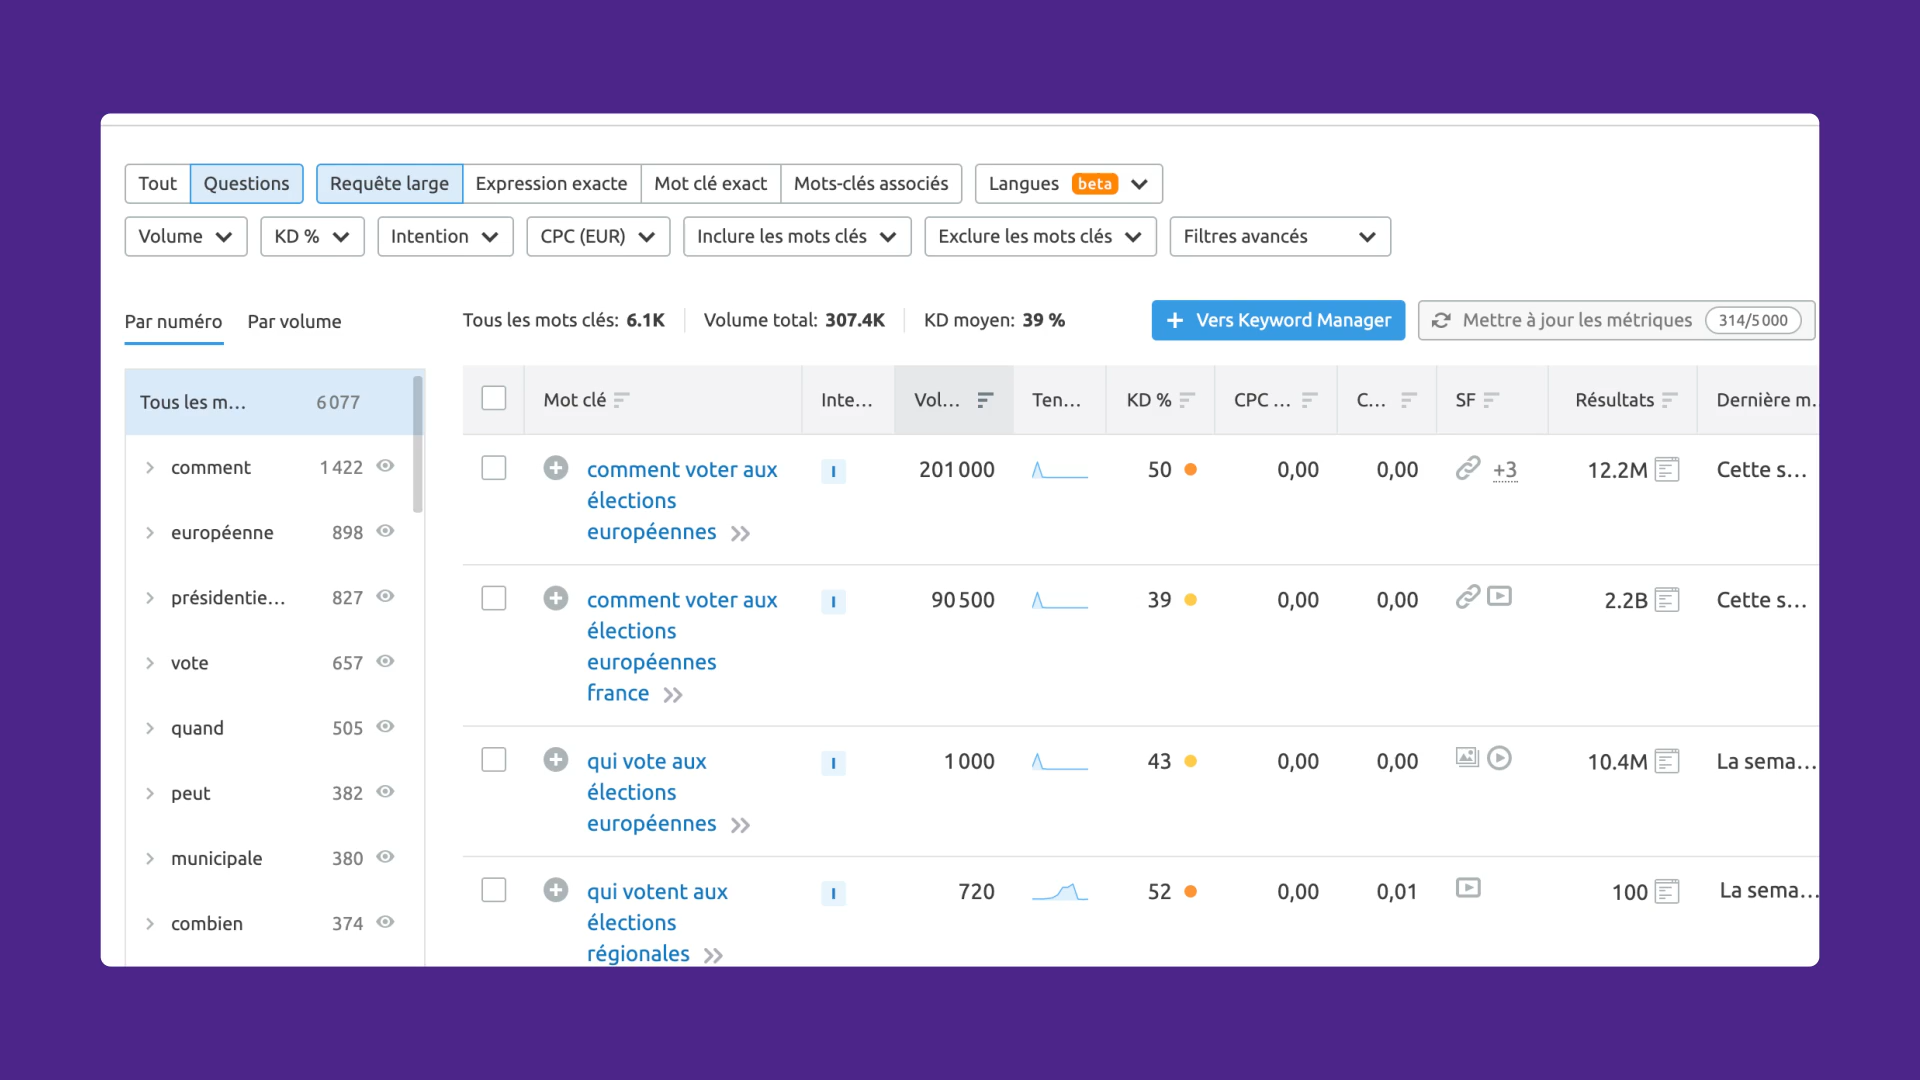 Tout Questions Requête large Expression exacte Mot clé exact Mots-clés associés Langues beta
Volume KD % Intention CPC (EUR) Inclure les mots clés Exclure les mots clés Filtres avancés
Par numéro Par volume Tous les mots clés: 6.1K Volume total: 307.4K KD moyen: 39 % + Vers Keyword Manager Mettre à jour les métriques 314/5 000
Tous les m... 6 077
comment 1 422
européenne 898
présidentie... 827
vote 657
quand 505
peut 382
municipale 380
combien 374
Mot clé Inte... Vol... Ten... KD % CPC ... C... SF Résultats Dernière m.
comment voter aux I 201 000 50 0,00 0,00 +3 12.2M Cette s...
élections
européennes
comment voter aux I 90 500 39 0,00 0,00 2.2B Cette s...
élections
européennes
france
qui vote aux I 1 000 43 0,00 0,00 10.4M La sema...
élections
européennes
qui votent aux I 720 52 0,00 0,01 100 La sema...
élections
régionales